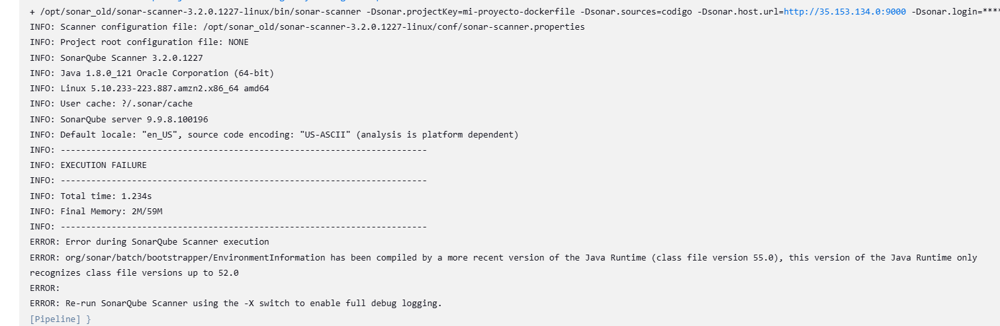 + /opt/sonar_old/sonar-scanner-3.2.0.1227-linux/bin/sonar-scanner -Dsonar.projectKey=mi-proyecto-dockerfile -Dsonar.sources=codigo -Dsonar.host.url=http://35.153.134.0:9000 -Dsonar.login=****
INFO: Scanner configuration file: /opt/sonar_old/sonar-scanner-3.2.0.1227-linux/conf/sonar-scanner.properties
INFO: Project root configuration file: NONE
INFO: SonarQube Scanner 3.2.0.1227
INFO: Java 1.8.0_121 Oracle Corporation (64-bit)
INFO: Linux 5.10.233-223.887.amzn2.x86_64 amd64
INFO: User cache: ?/.sonar/cache
INFO: SonarQube server 9.9.8.100196
INFO: Default locale: "en_US", source code encoding: "US-ASCII" (analysis is platform dependent)
INFO: ------------------------------------------------------------------------
INFO: EXECUTION FAILURE
INFO: ------------------------------------------------------------------------
INFO: Total time: 1.234s
INFO: Final Memory: 2M/59M
INFO: ------------------------------------------------------------------------
ERROR: Error during SonarQube Scanner execution
ERROR: org/sonar/batch/bootstrapper/EnvironmentInformation has been compiled by a more recent version of the Java Runtime (class file version 55.0), this version of the Java Runtime only
recognizes class file versions up to 52.0
ERROR:
ERROR: Re-run SonarQube Scanner using the -X switch to enable full debug logging.
[Pipeline] }